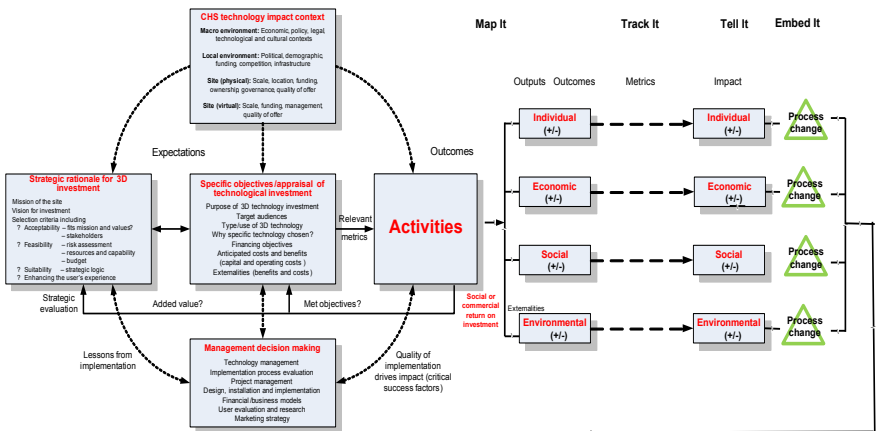 CHS technology impact context
Macro environment: Economic, policy, legal,
technological and cultural contexts
Local environment: Political, demographic,
funding, competition, infrastructure
Site (physical): Scale, location, funding,
ownership governance, quality of offer
Site (virtual): Scale, funding, management,
quality of offer
Expectations
Outcomes
Strategic rationale for 3D
investment
Mission of the site
Vision for investment
Selection criteria including
? Acceptability – fits mission and values?
– stakeholders
? Feasibility – risk assessment
– resources and capability
– budget
? Suitability – strategic logic
? Enhancing the user's experience
Specific objectives/appraisal of
technological investment
Purpose of 3D technology investment
Target audiences
Type/use of 3D technology
Why specific technology chosen?
Financing objectives
Anticipated costs and benefits
(capital and operating costs)
Externalities (benefits and costs)
Relevant
metrics
Activities
Strategic
evaluation
Added value?
Met objectives?
Social or
commercial
return on
investment
Lessons from
implementation
Management decision making
Technology management
Implementation process evaluation
Project management
Design, installation and implementation
Financial /business models
User evaluation and research
Marketing strategy
Quality of
implementation
drives impact (critical
success factors)
Map It
Track It
Tell It
Embed It
Outputs
Outcomes
Metrics
Impact
Individual
(+/-)
Individual
(+/-)
Process
change
Economic
(+/-)
Economic
(+/-)
Process
change
Social
(+/-)
Social
(+/-)
Process
change
Externalities
Environmental
(+/-)
Environmental
(+/-)
Process
change